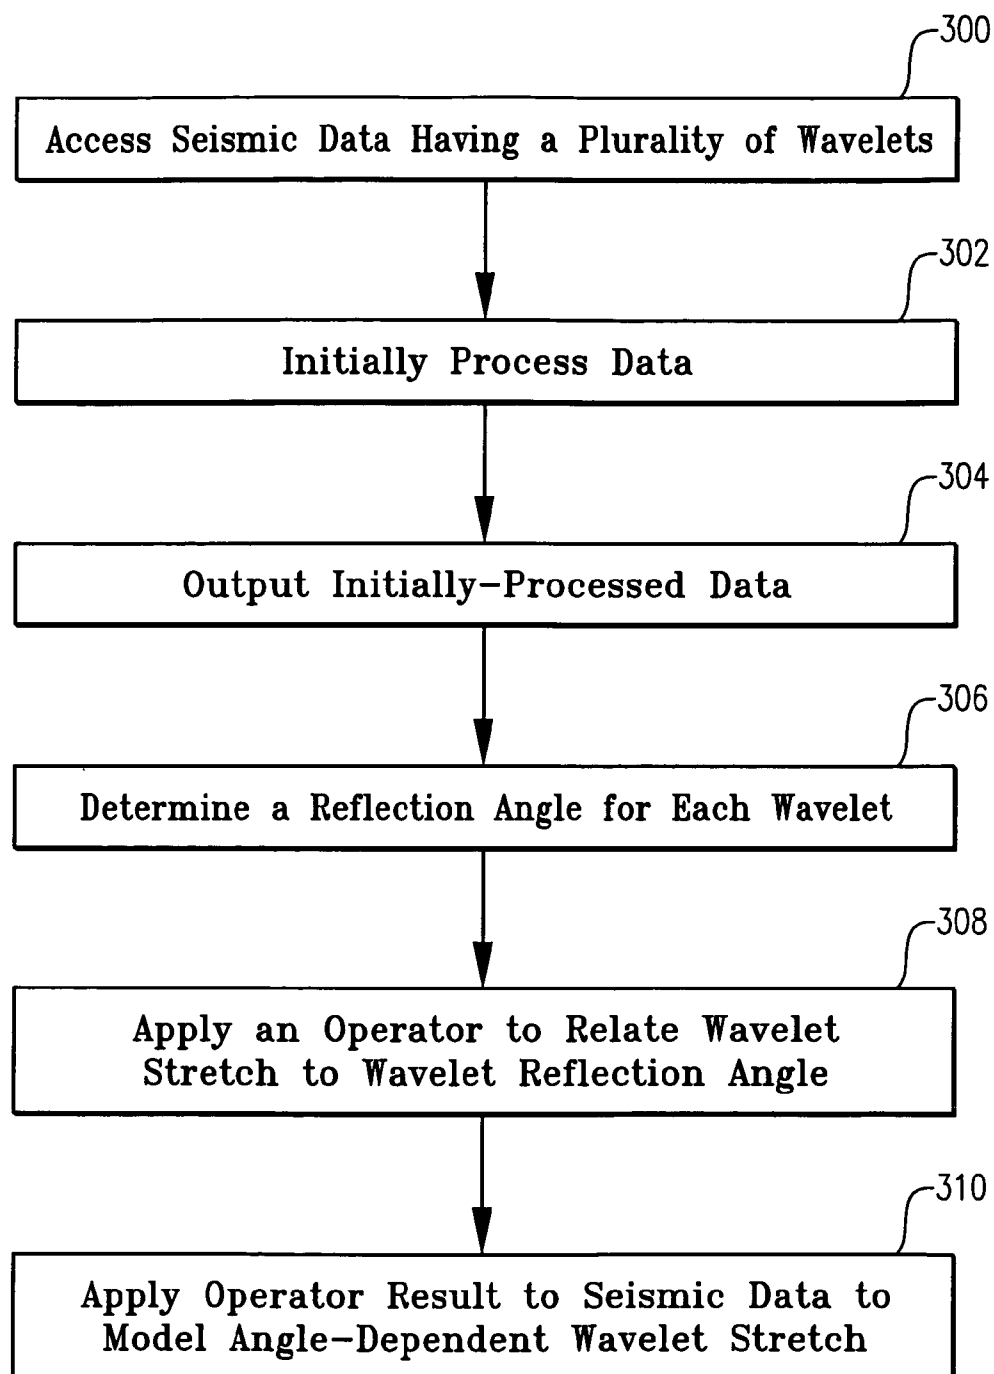 300
Access Seismic Data Having a Plurality of Wavelets
302
Initially Process Data
304
Output Initially-Processed Data
306
Determine a Reflection Angle for Each Wavelet
308
Apply an Operator to Relate Wavelet
Stretch to Wavelet Reflection Angle
310
Apply Operator Result to Seismic Data to
Model Angle-Dependent Wavelet Stretch